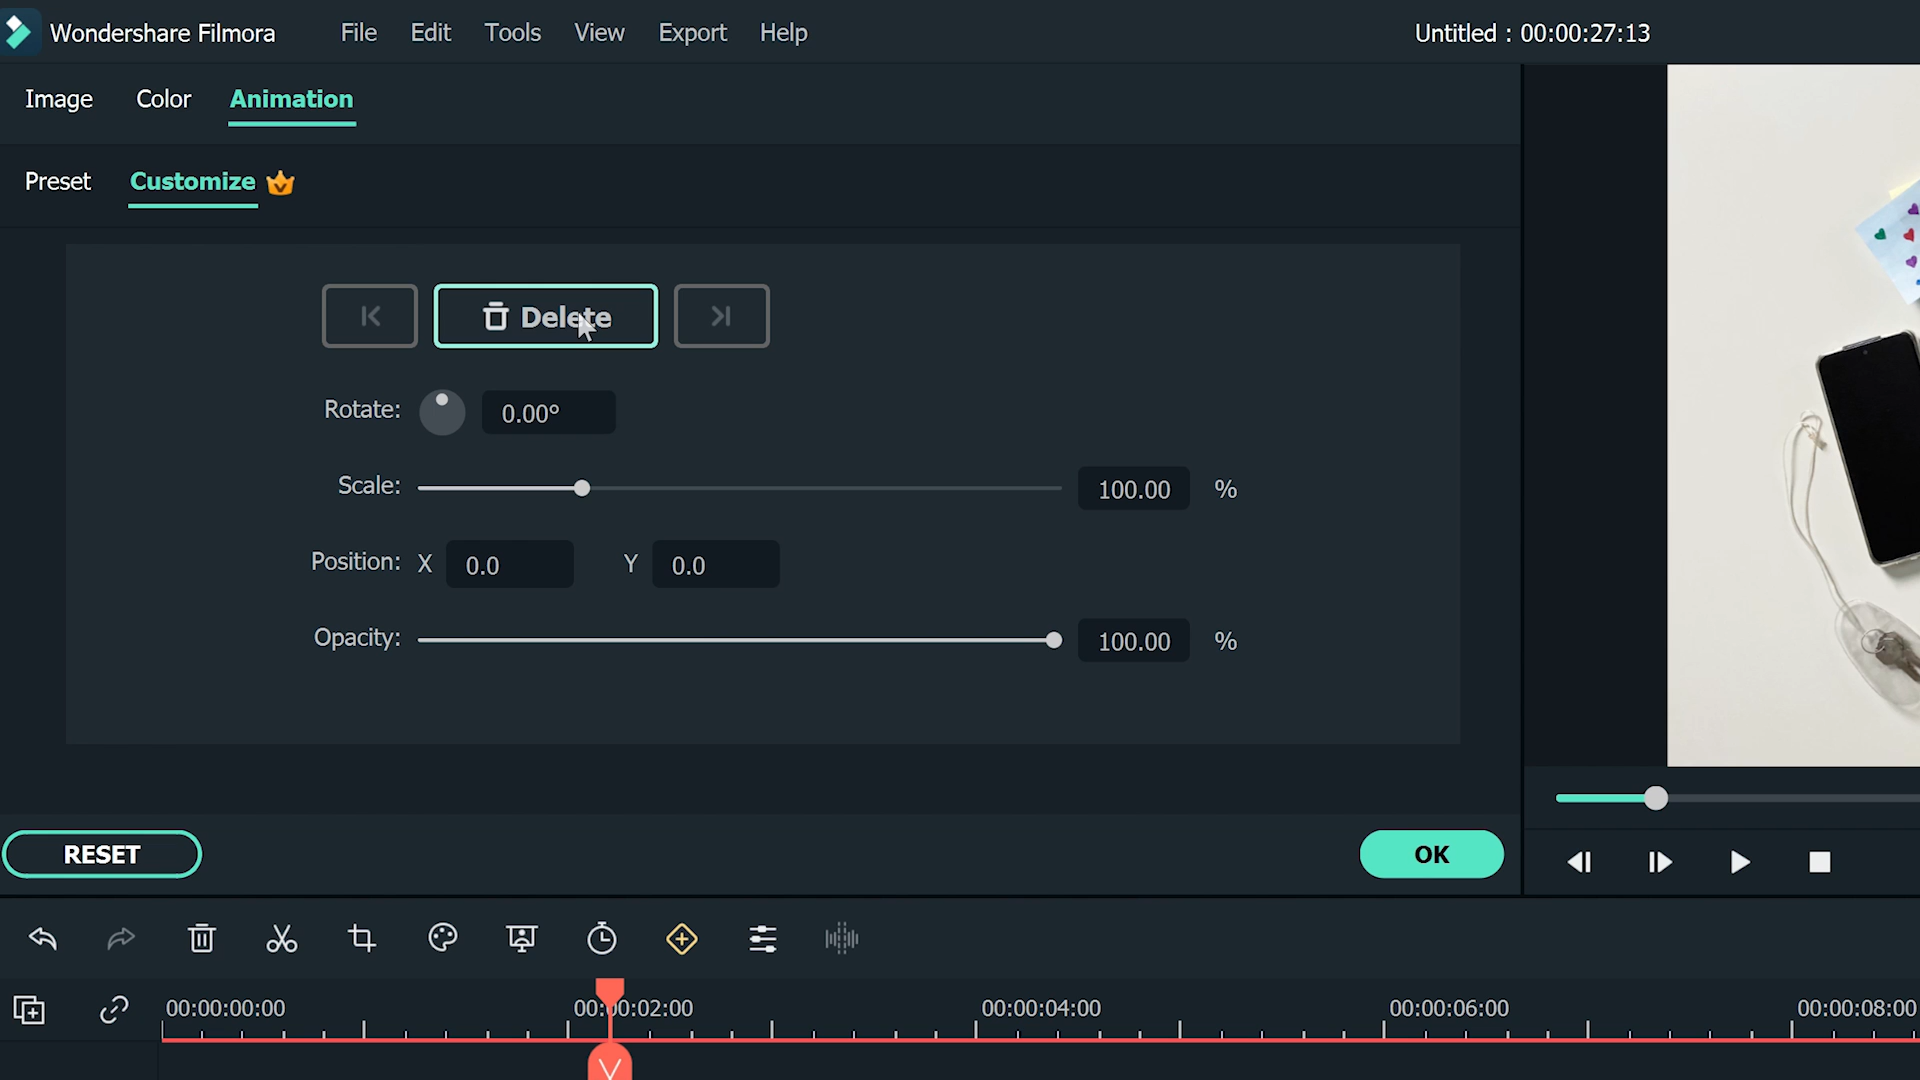 Wondershare Filmora File Edit Tools View Export Help Untitled : 00:00:27:13
Image Color Animation
Preset Customize
Delete
Rotate: 0.00°
Scale: 100.00 %
Position: X 0.0 Y 0.0
Opacity: 100.00 %
RESET OK
00:00:00:00 00:00:02:00 00:00:04:00 00:00:06:00 00:00:08:00